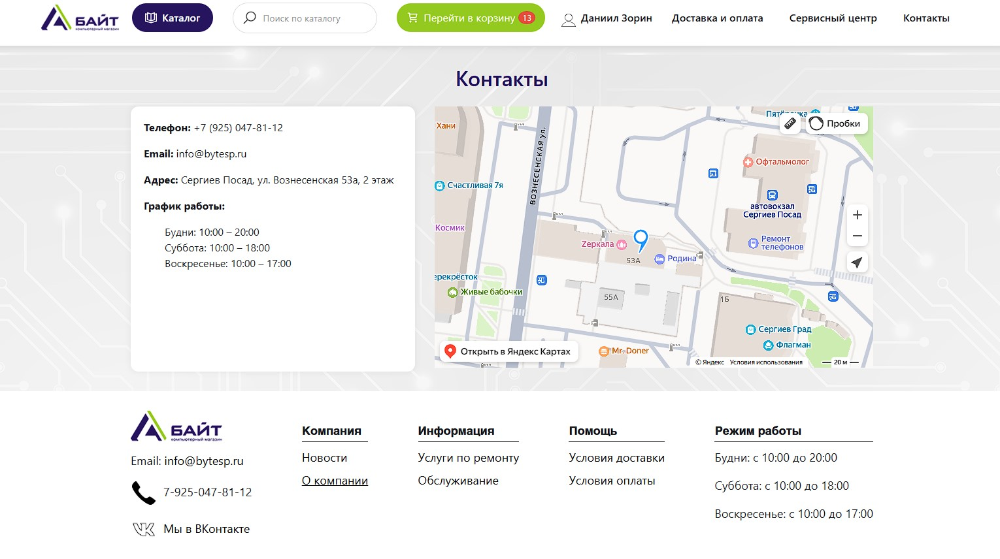 БАЙТ
компьютерный магазин
Каталог
Поиск по каталогу
Перейти в корзину 13
Даниил Зорин
Доставка и оплата
Сервисный центр
Контакты
Контакты
Телефон: +7 (925) 047-81-12
Email: info@bytesp.ru
Адрес: Сергиев Посад, ул. Вознесенская 53а, 2 этаж
График работы:
Будни: 10:00 – 20:00
Суббота: 10:00 – 18:00
Воскресенье: 10:00 – 17:00
Хани
Пятёрочка
Пробки
ВОЗНЕСЕНСКАЯ УЛ.
Офтальмолог
Счастливая 7я
автовокзал
Сергиев Посад
Космик
Zеркала
Ремонт
телефонов
53А
Родина
ерекрёсток
Живые бабочки
55А
1Б
Сергиев Град
Флагман
Открыть в Яндекс Картах
Mr. Doner
© Яндекс Условия использования
20 м
БАЙТ
компьютерный магазин
Email: info@bytesp.ru
7-925-047-81-12
Мы в ВКонтакте
Компания
Новости
О компании
Информация
Услуги по ремонту
Обслуживание
Помощь
Условия доставки
Условия оплаты
Режим работы
Будни: с 10:00 до 20:00
Суббота: с 10:00 до 18:00
Воскресенье: с 10:00 до 17:00